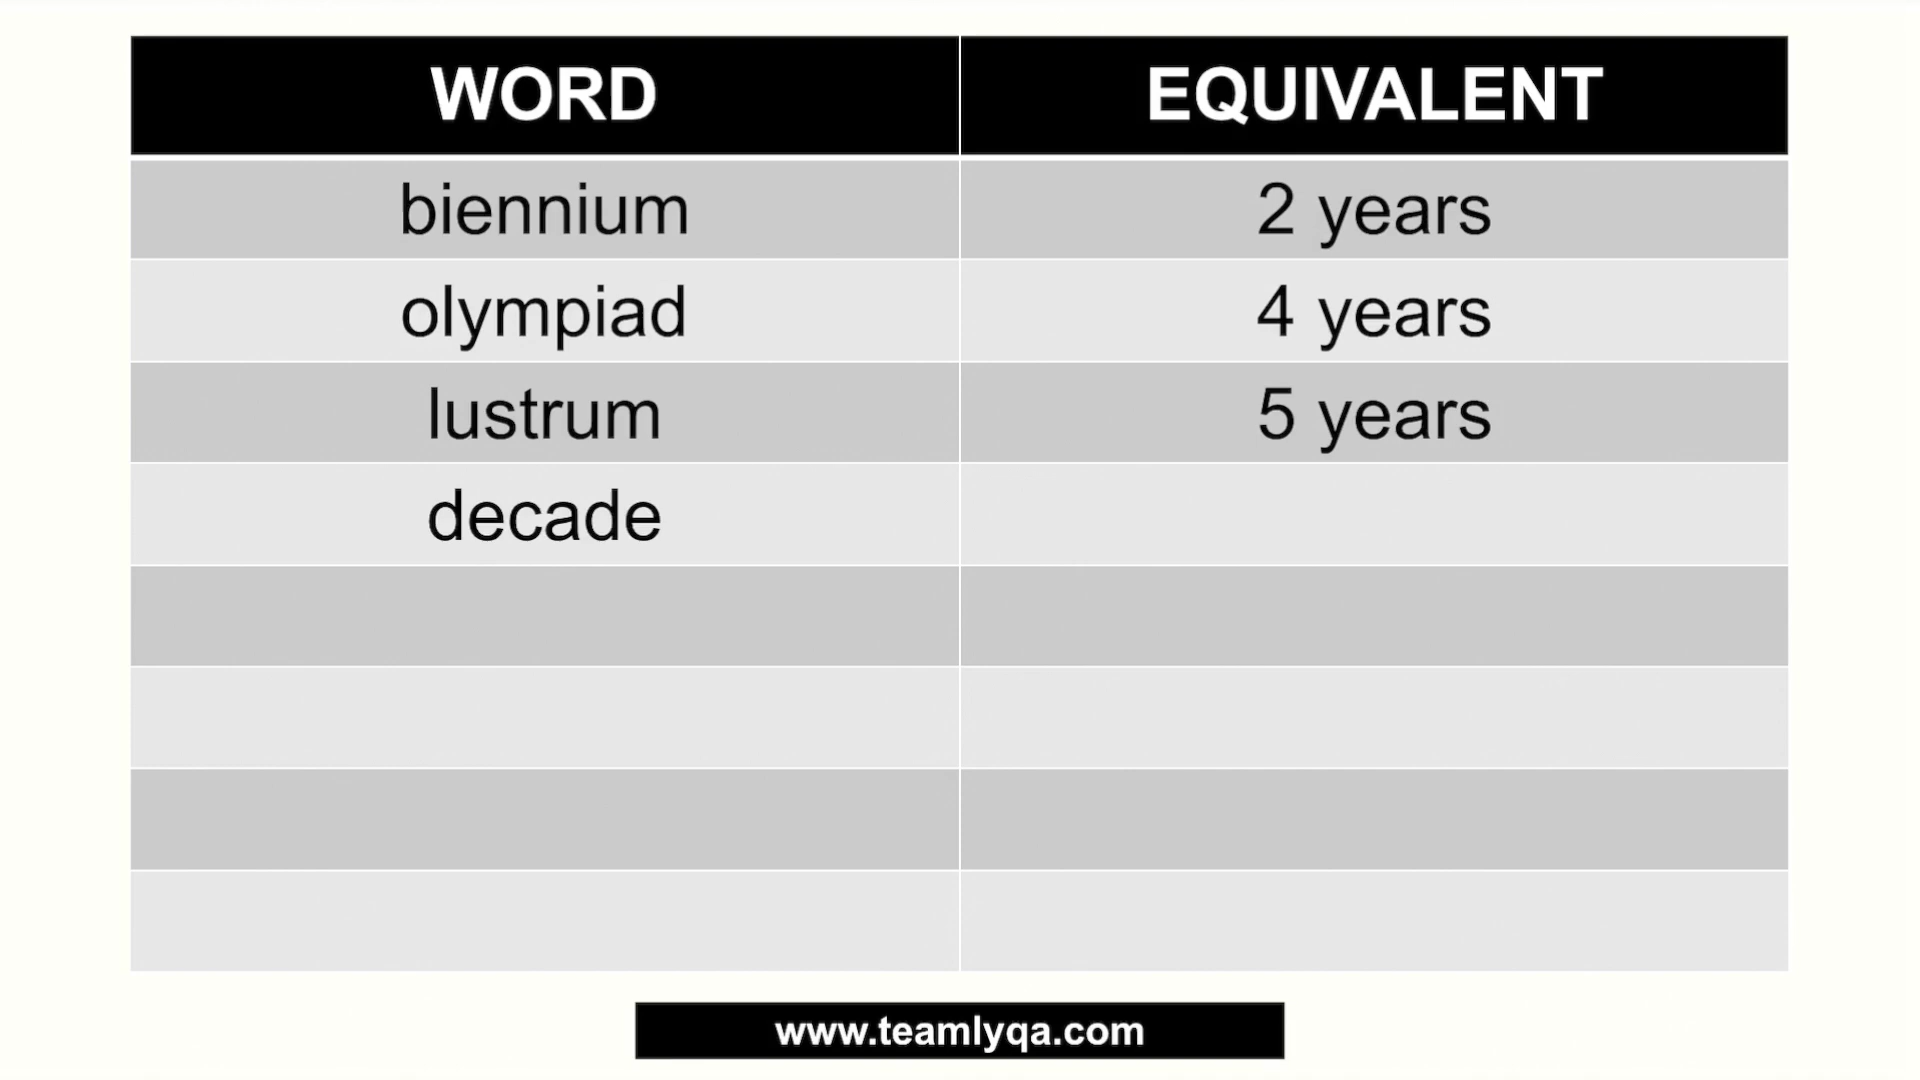 WORD EQUIVALENT
biennium 2 years
olympiad 4 years
lustrum 5 years
decade
www.teamlyqa.com